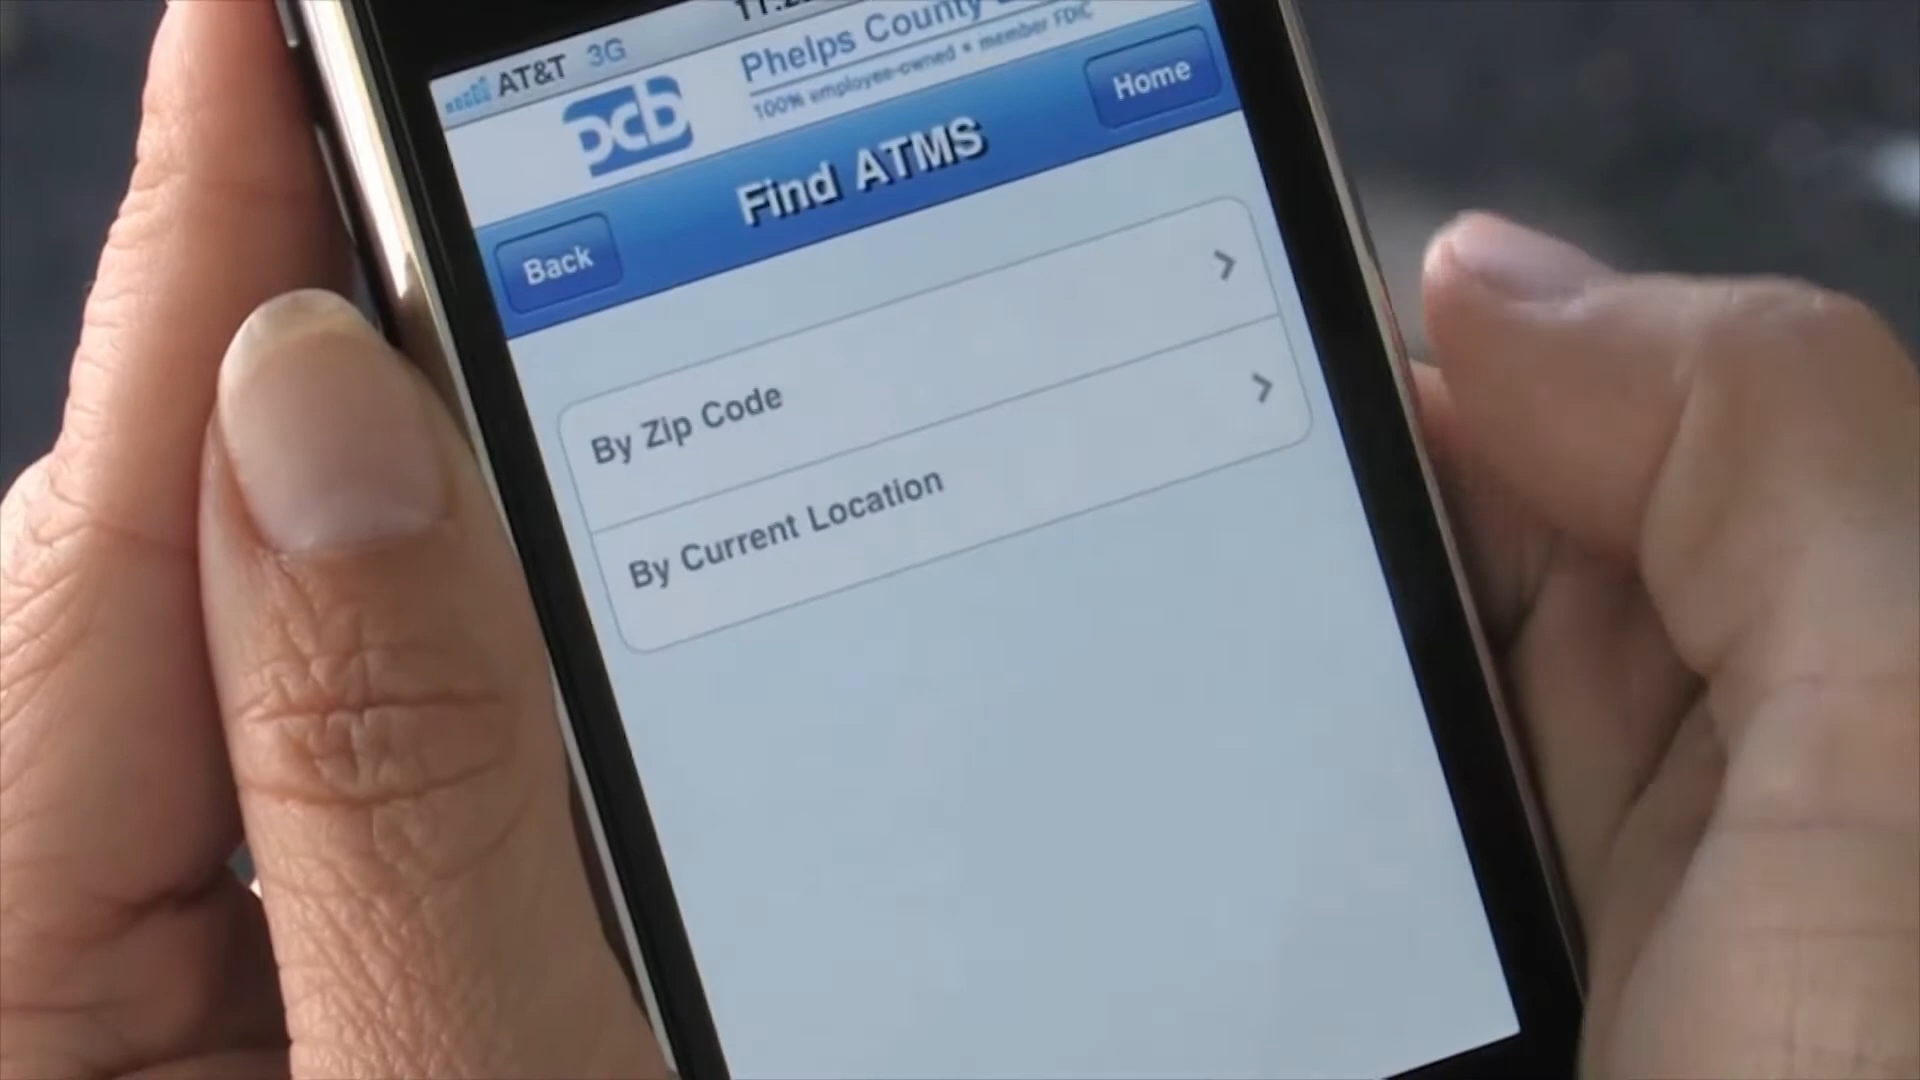 AT&T 3G
pcb
Phelps County
100% employee-owned • member FDIC
Home
Find ATMS
Back
By Zip Code
By Current Location